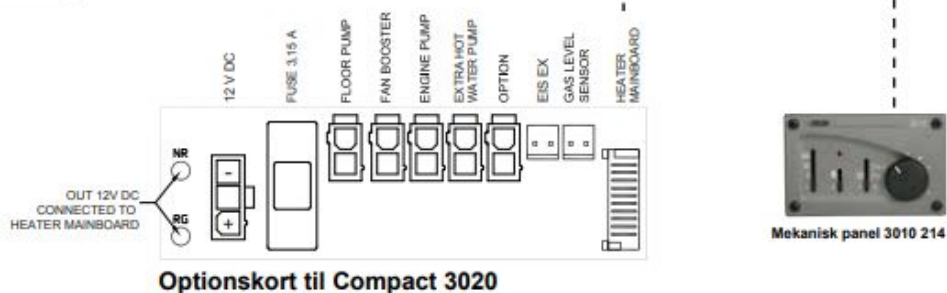 12 V DC
FUSE 3,15 A
FLOOR PUMP
FAN BOOSTER
ENGINE PUMP
EXTRA HOT
WATER PUMP
OPTION
EIS EX
GAS LEVEL
SENSOR
HEATER
MAINBOARD
NR
-
OUT 12V DC
CONNECTED TO
HEATER MAINBOARD
RG
+
Mekanisk panel 3010 214
Optionskort til Compact 3020